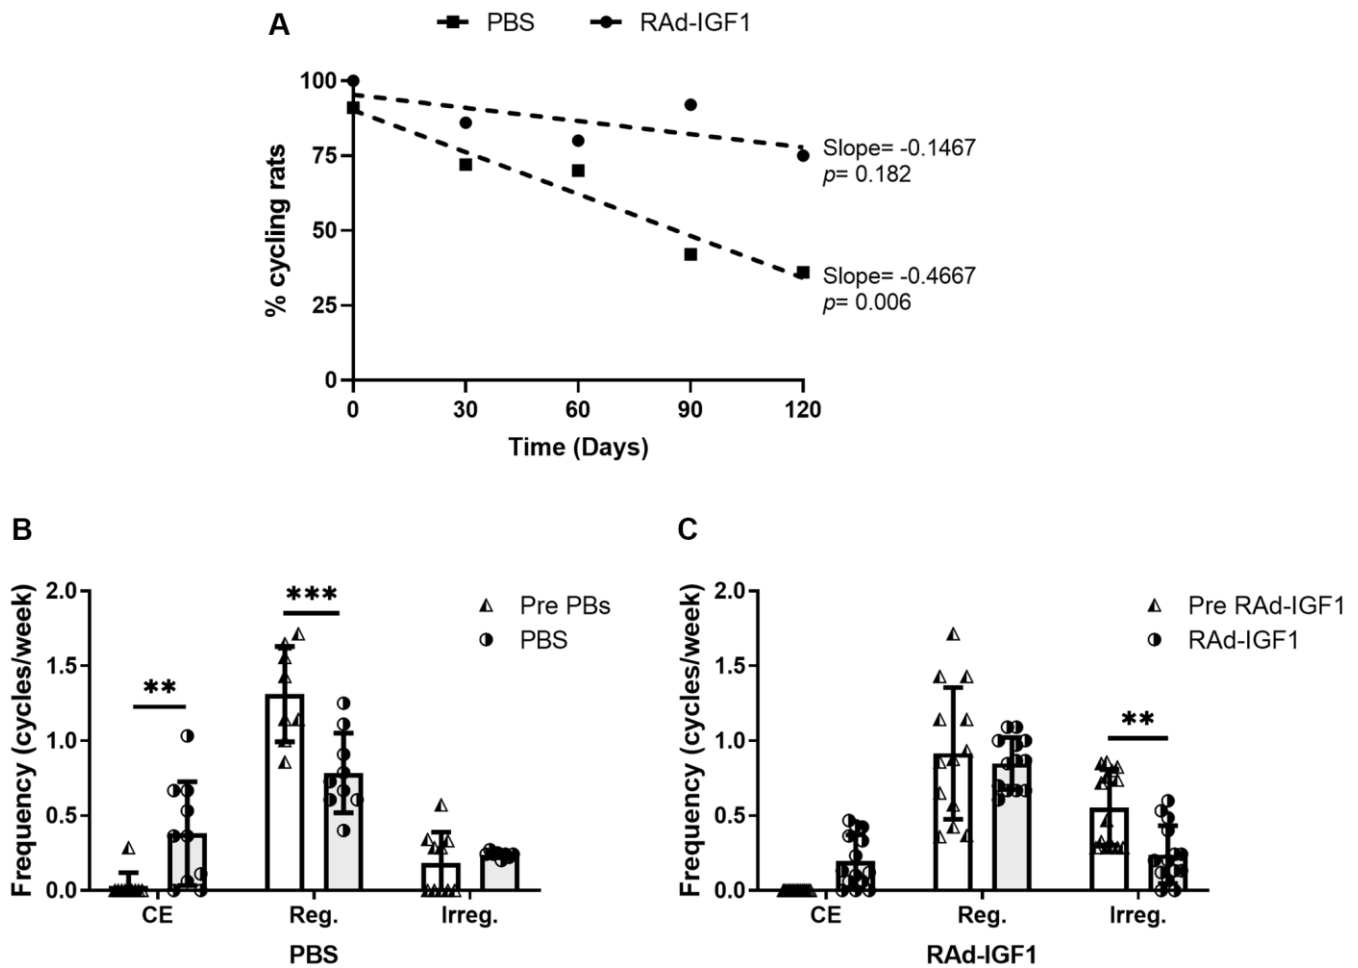 A
PBS
RAd-IGF1
100
75
50
25
0
% cycling rats
0 30 60 90 120
Time (Days)
Slope= -0.1467
p= 0.182
Slope= -0.4667
p= 0.006
B
2.0
1.5
1.0
0.5
0.0
Frequency (cycles/week)
**
***
Pre PBs
PBS
CE Reg. Irreg.
PBS
C
2.0
1.5
1.0
0.5
0.0
Frequency (cycles/week)
**
Pre RAd-IGF1
RAd-IGF1
CE Reg. Irreg.
RAd-IGF1